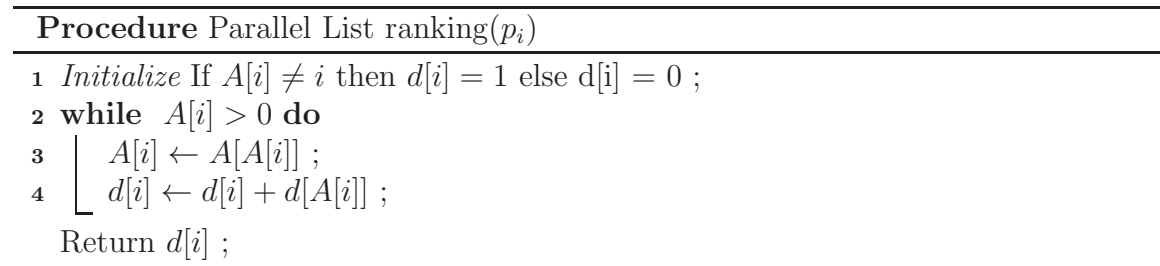 Procedure Parallel List ranking(p_i)
1 Initialize If A[i] ≠ i then d[i] = 1 else d[i] = 0 ;
2 while A[i] > 0 do
3 A[i] ← A[A[i]] ;
4 d[i] ← d[i] + d[A[i]] ;
Return d[i] ;